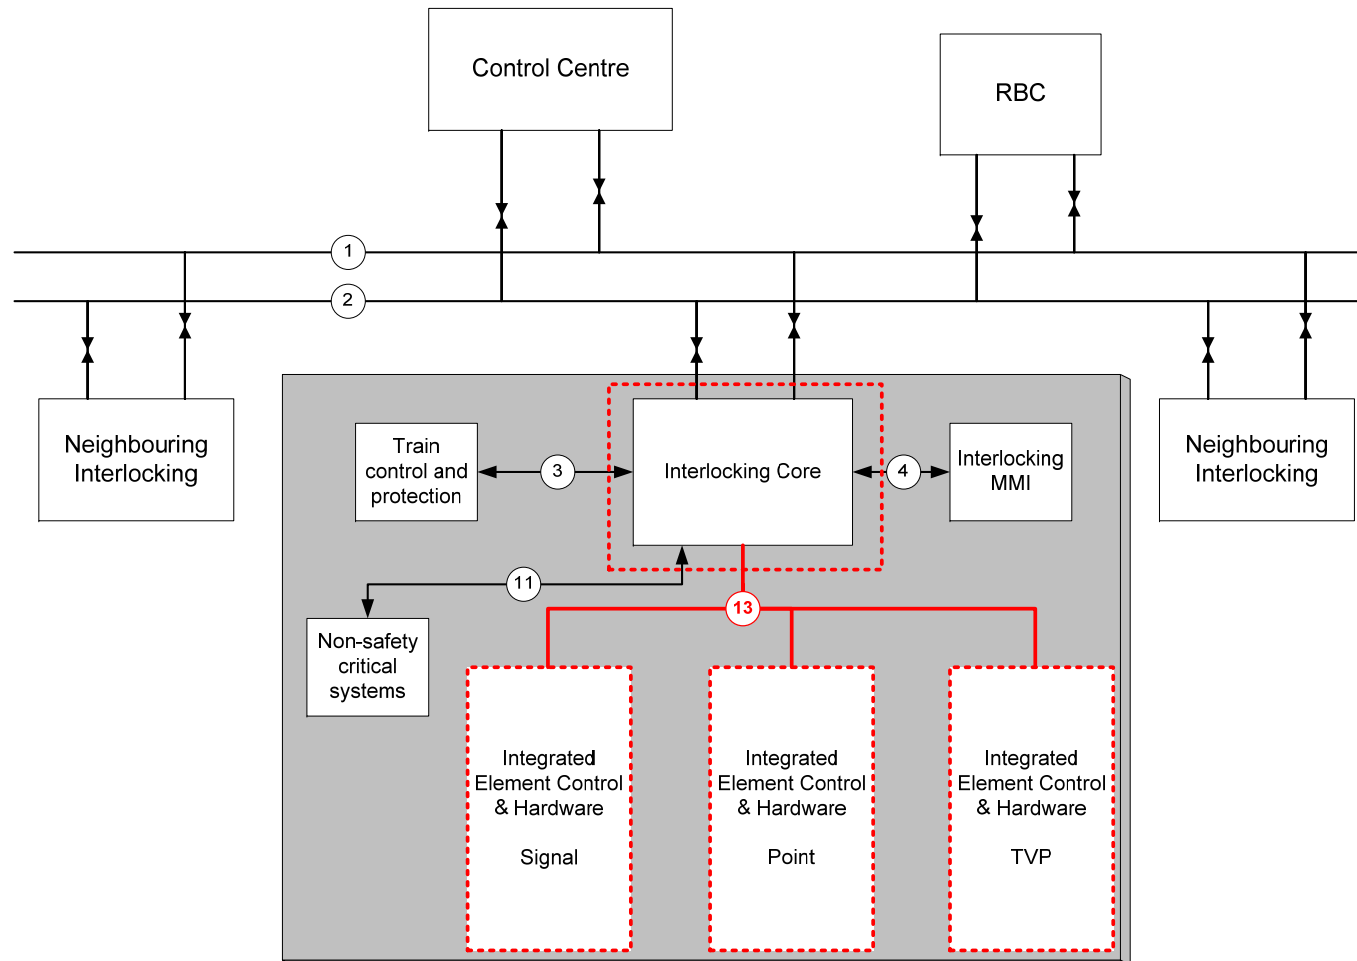 Control Centre
RBC
1
2
Neighbouring
Interlocking
Train
control and
protection
3
Interlocking Core
4
Interlocking
MMI
Neighbouring
Interlocking
11
13
Non-safety
critical
systems
Integrated
Element Control
& Hardware
Signal
Integrated
Element Control
& Hardware
Point
Integrated
Element Control
& Hardware
TVP